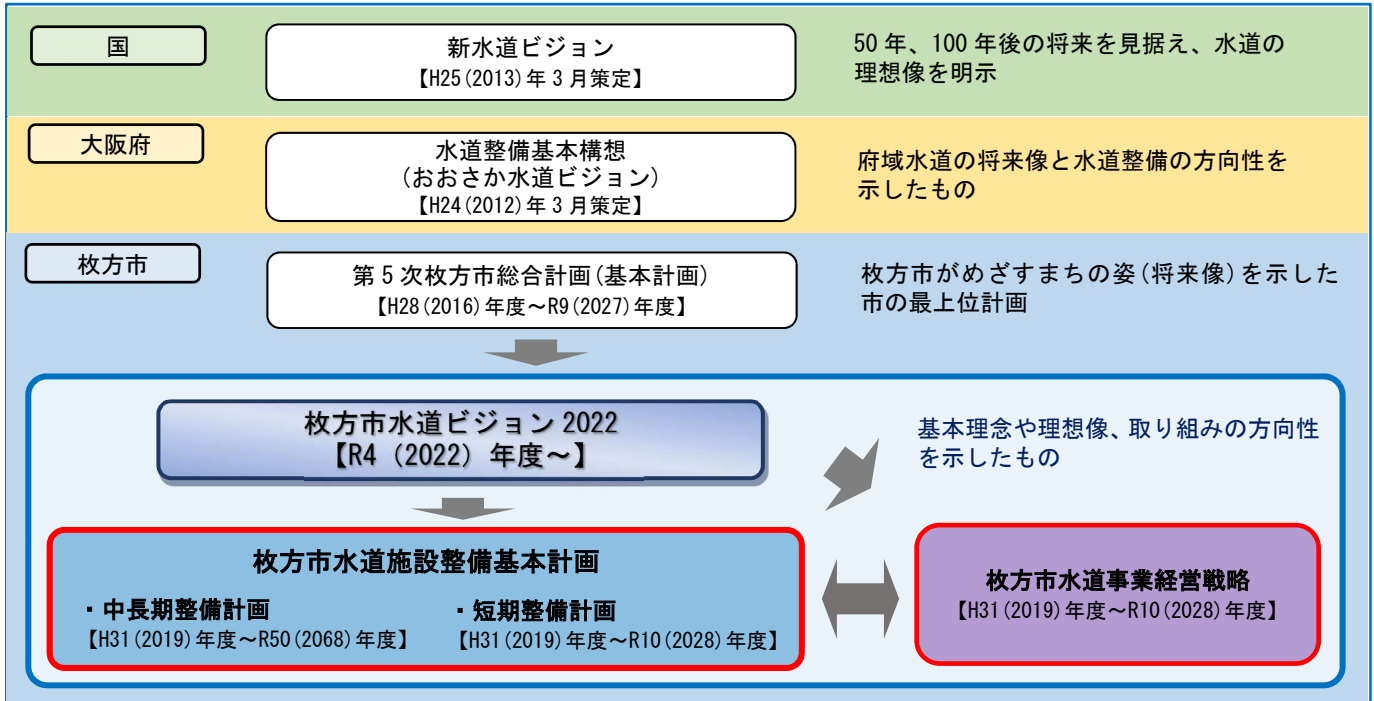 国
新水道ビジョン
【H25(2013)年3月策定】
50年、100年後の将来を見据え、水道の
理想像を明示
大阪府
水道整備基本構想
(おおさか水道ビジョン)
【H24(2012)年3月策定】
府域水道の将来像と水道整備の方向性を
示したもの
枚方市
第5次枚方市総合計画(基本計画)
【H28(2016)年度～R9(2027)年度】
枚方市がめざすまちの姿(将来像)を示した
市の最上位計画
枚方市水道ビジョン2022
【R4（2022）年度～】
基本理念や理想像、取り組みの方向性
を示したもの
枚方市水道施設整備基本計画
・中長期整備計画
【H31(2019)年度～R50(2068)年度】
・短期整備計画
【H31(2019)年度～R10(2028)年度】
枚方市水道事業経営戦略
【H31(2019)年度～R10(2028)年度】